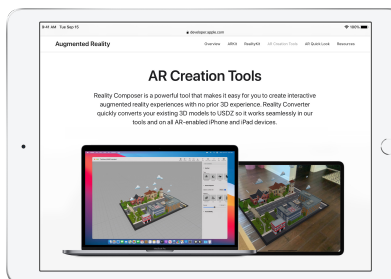 9:41 AM Tue Sep 15
100%
developer.apple.com
Augmented Reality
Overview ARKit RealityKit AR Creation Tools AR Quick Look Resources
AR Creation Tools
Reality Composer is a powerful tool that makes it easy for you to create interactive
augmented reality experiences with no prior 3D experience. Reality Converter
quickly converts your existing 3D models to USDZ so it works seamlessly in our
tools and on all AR-enabled iPhone and iPad devices.